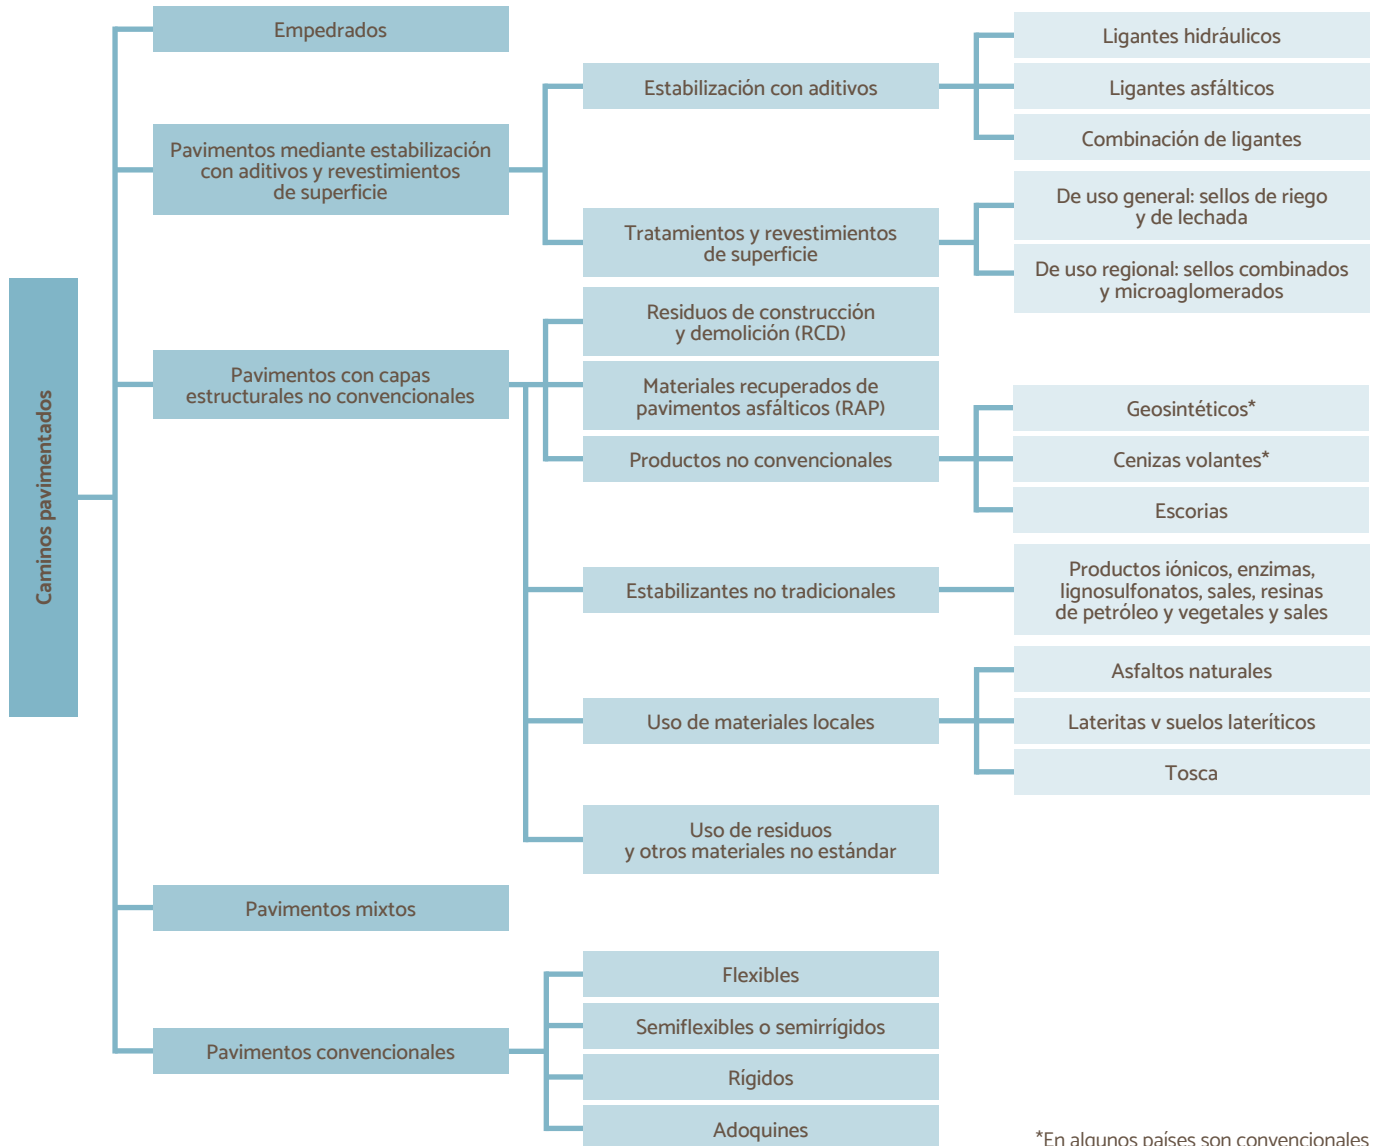 Caminos pavimentados
Empedrados
Pavimentos mediante estabilización
con aditivos y revestimientos
de superficie
Estabilización con aditivos
Ligantes hidráulicos
Ligantes asfálticos
Combinación de ligantes
Tratamientos y revestimientos
de superficie
De uso general: sellos de riego
y de lechada
De uso regional: sellos combinados
y microaglomerados
Pavimentos con capas
estructurales no convencionales
Residuos de construcción
y demolición (RCD)
Materiales recuperados de
pavimentos asfálticos (RAP)
Productos no convencionales
Geosintéticos*
Cenizas volantes*
Escorias
Estabilizantes no tradicionales
Productos iónicos, enzimas,
lignosulfonatos, sales, resinas
de petróleo y vegetales y sales
Uso de materiales locales
Asfaltos naturales
Lateritas v suelos lateríticos
Tosca
Uso de residuos
y otros materiales no estándar
Pavimentos mixtos
Pavimentos convencionales
Flexibles
Semiflexibles o semirrígidos
Rígidos
Adoquines
*En algunos países son convencionales